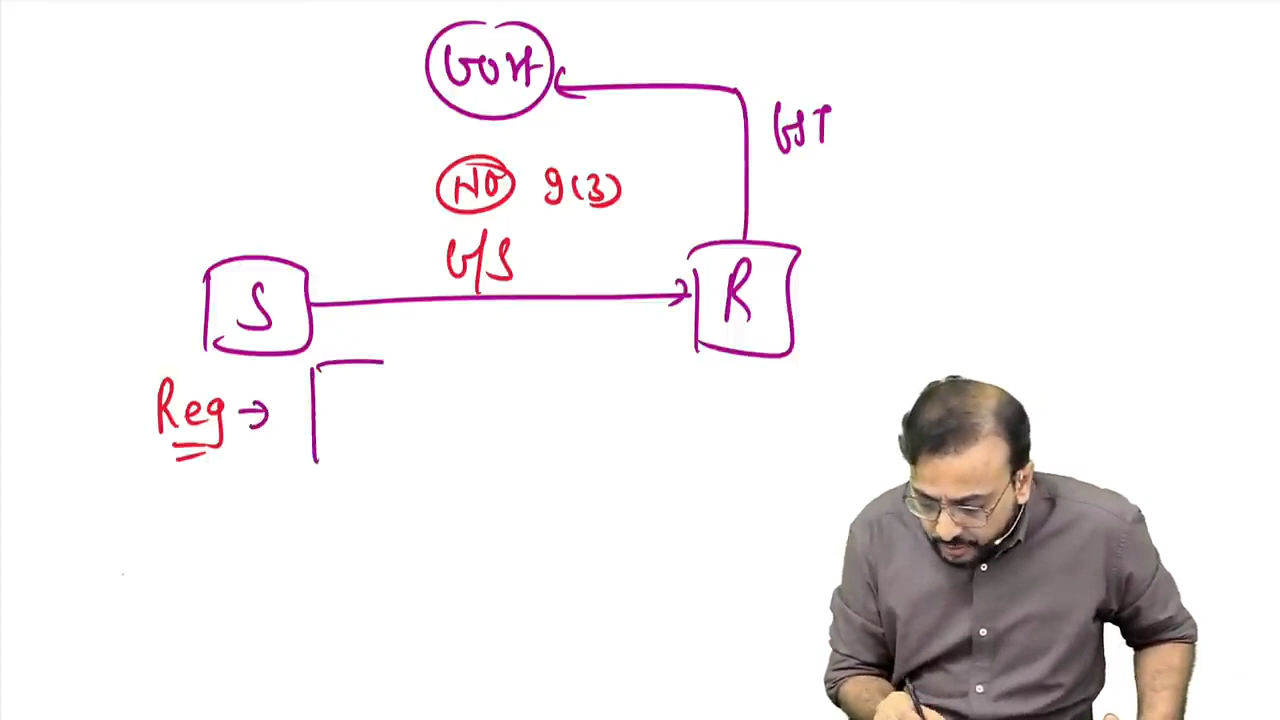 Govt
GST
No 9(3)
G/S
S
R
Reg →